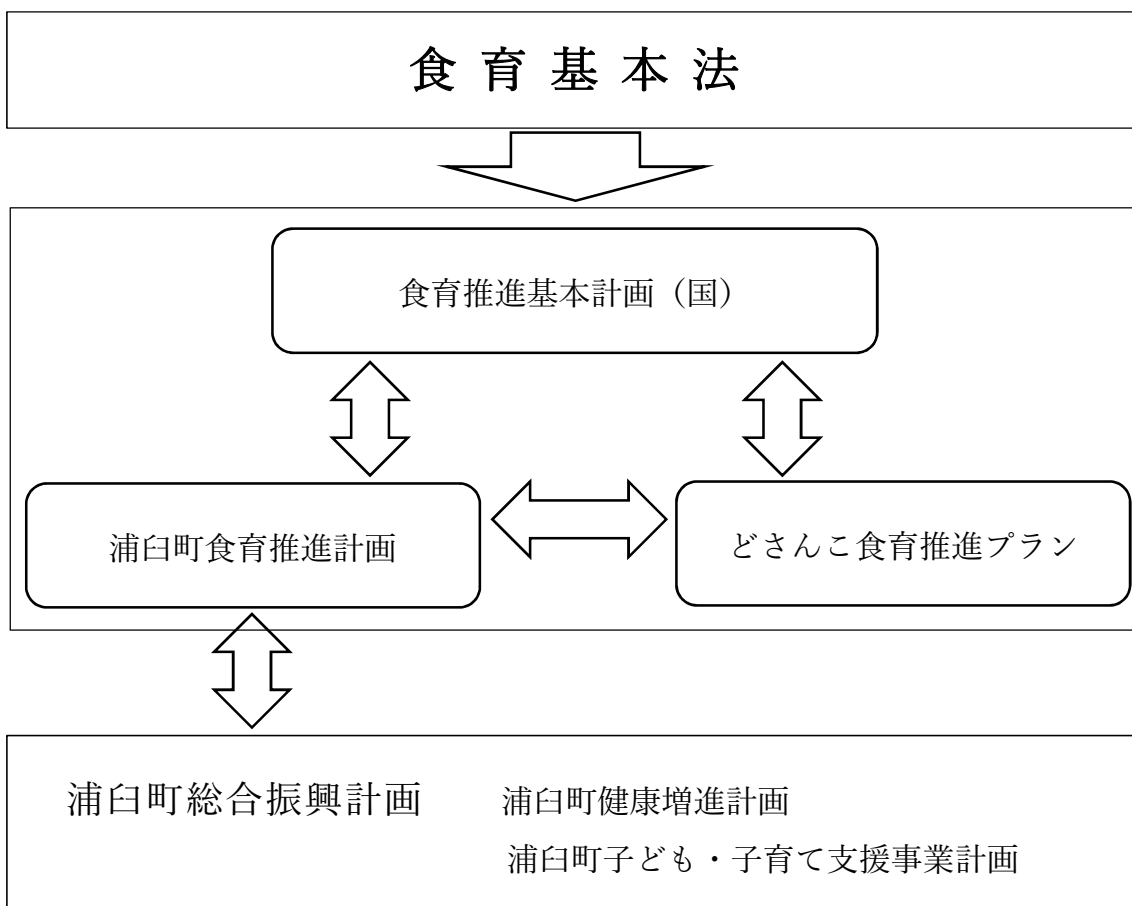 食育基本法
食育推進基本計画（国）
浦臼町食育推進計画
どさんこ食育推進プラン
浦臼町総合振興計画
浦臼町健康増進計画
浦臼町子ども・子育て支援事業計画